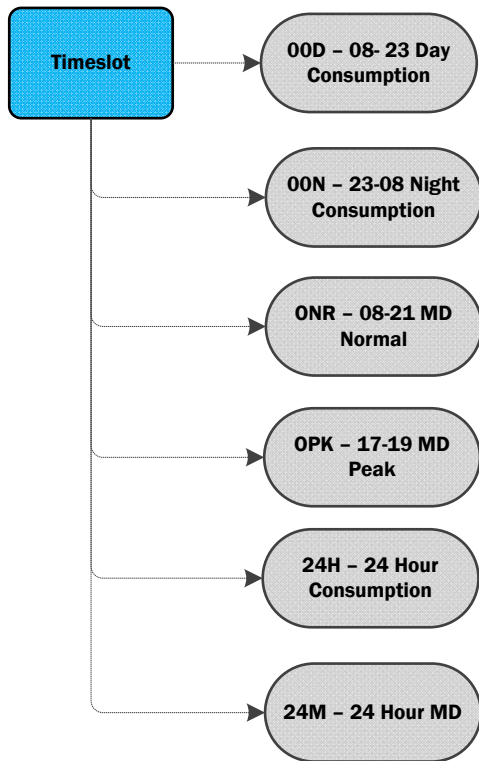 Timeslot
00D – 08- 23 Day
Consumption
00N – 23-08 Night
Consumption
0NR – 08-21 MD
Normal
0PK – 17-19 MD
Peak
24H – 24 Hour
Consumption
24M – 24 Hour MD